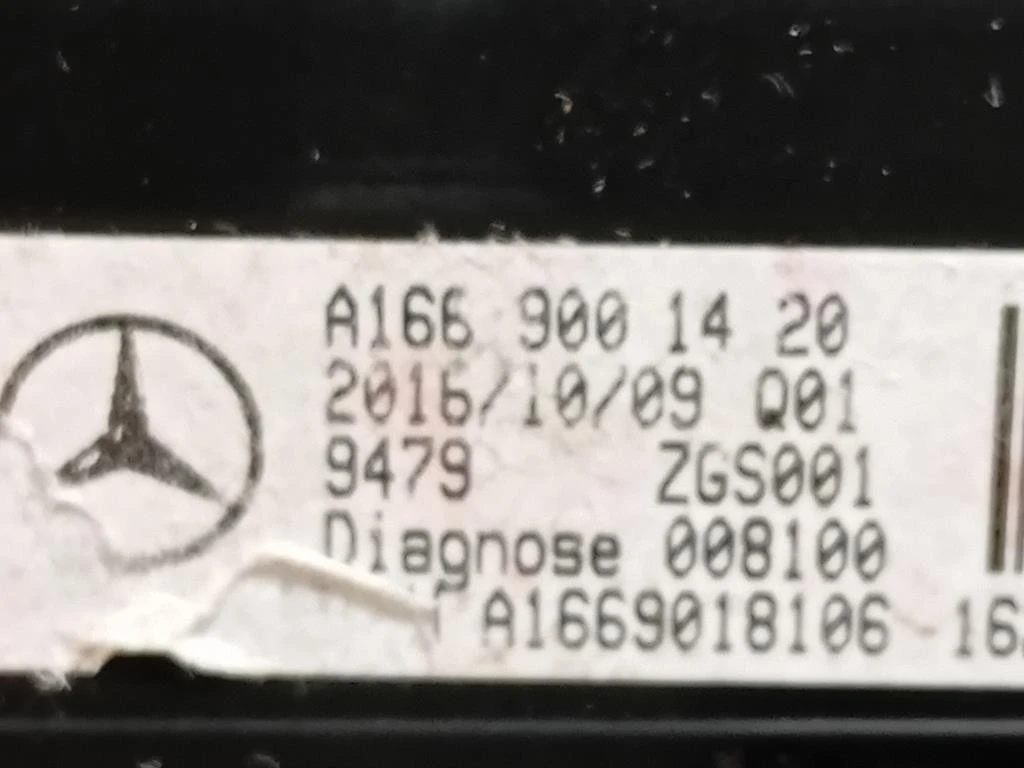 A166 900 14 20
2016/10/09 Q01
9479 ZGS001
Diagnose 008100
A1669018106